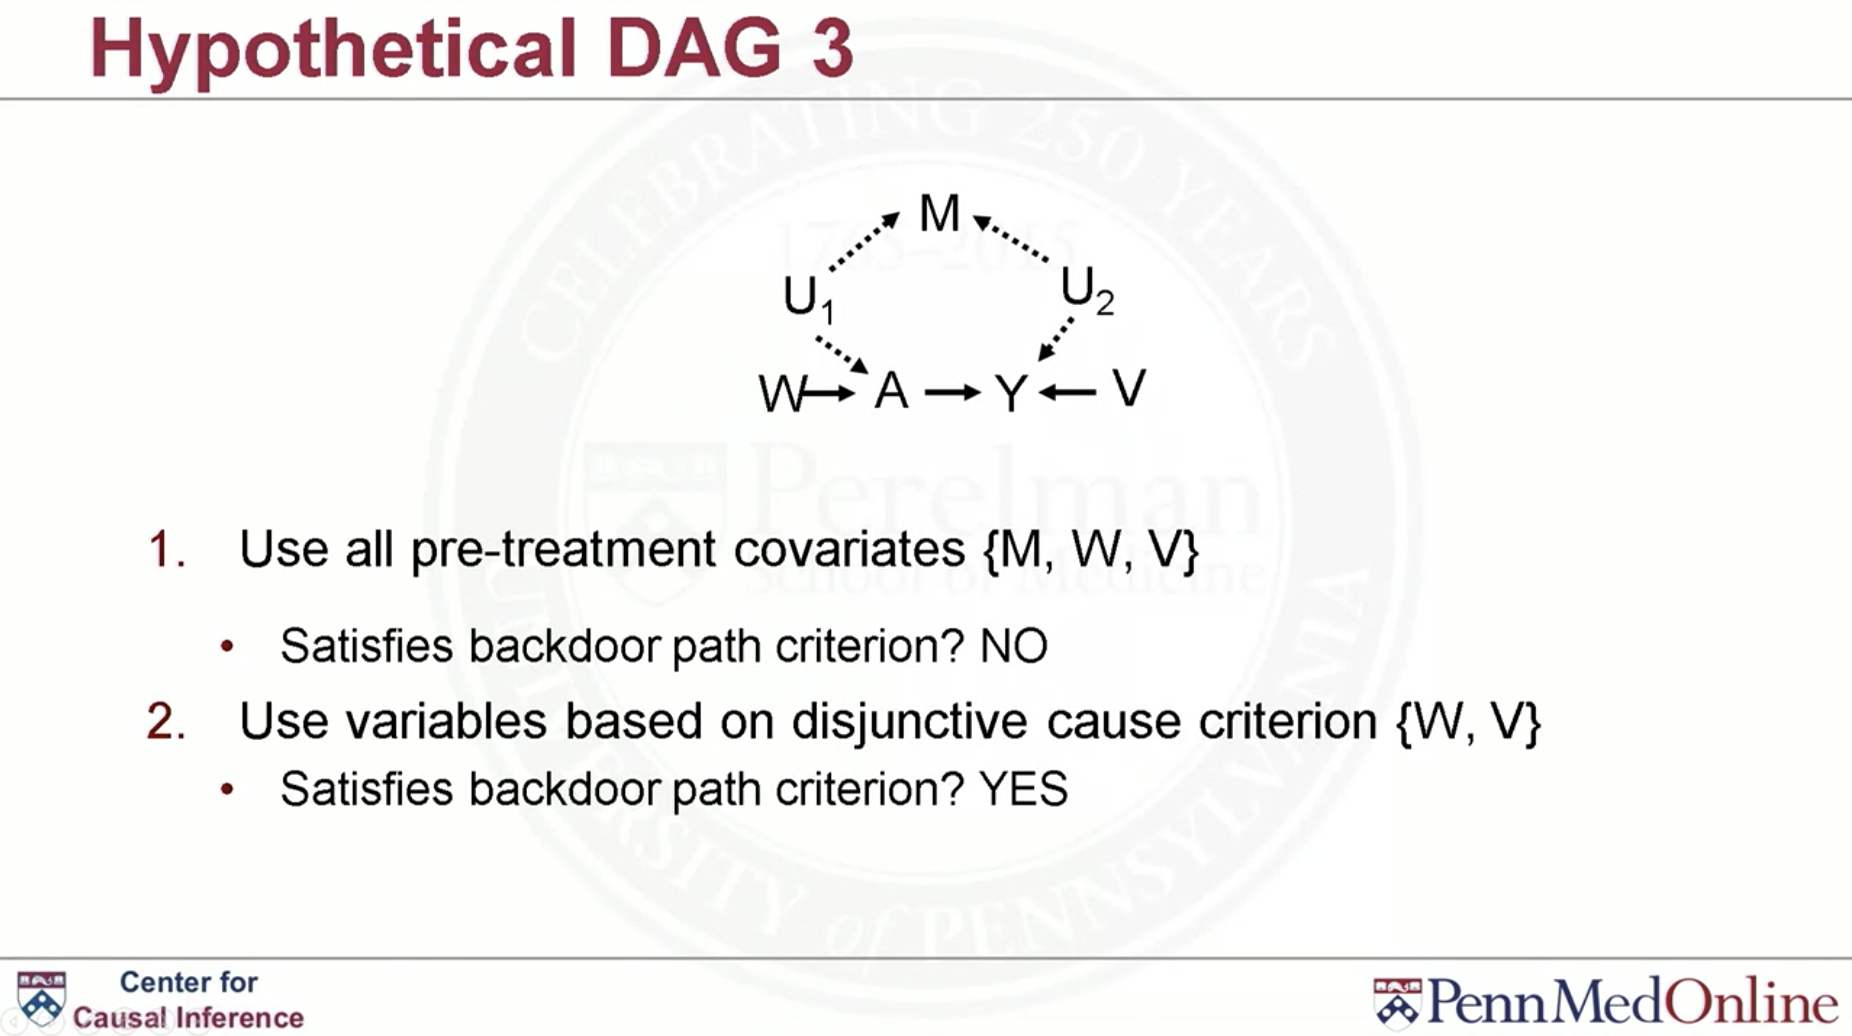 Hypothetical DAG 3
CELEBRATING 250 YEARS
M
1765-2015
U₁
U₂
W A Y V
Perelman
School of Medicine
UNIVERSITY of PENNSYLVANIA
1. Use all pre-treatment covariates {M, W, V}
• Satisfies backdoor path criterion? NO
2. Use variables based on disjunctive cause criterion {W, V}
• Satisfies backdoor path criterion? YES
Center for
Causal Inference
PennMedOnline